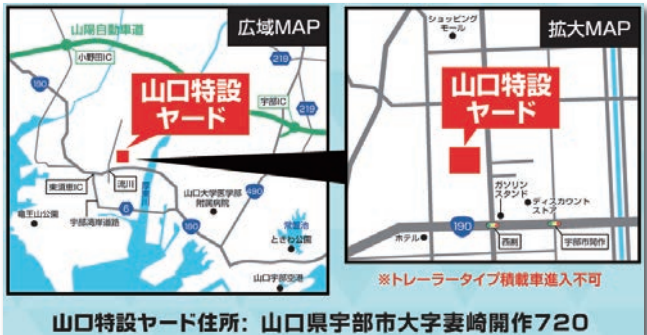 広域MAP
山陽自動車道
小野田IC
190
219
山口特設
ヤード
宇部IC
219
東須恵IC
流川
厚東川
竜王山公園
6
宇部湾岸道路
190
山口大学医学部
附属病院
490
常盤池
ときわ公園
山口宇部空港
拡大MAP
ショッピング
モール
山口特設
ヤード
ガソリン
スタンド
ディスカウント
ストア
190
ホテル
西割
宇部市開作
※トレーラータイプ積載車進入不可
山口特設ヤード住所: 山口県宇部市大字妻崎開作720